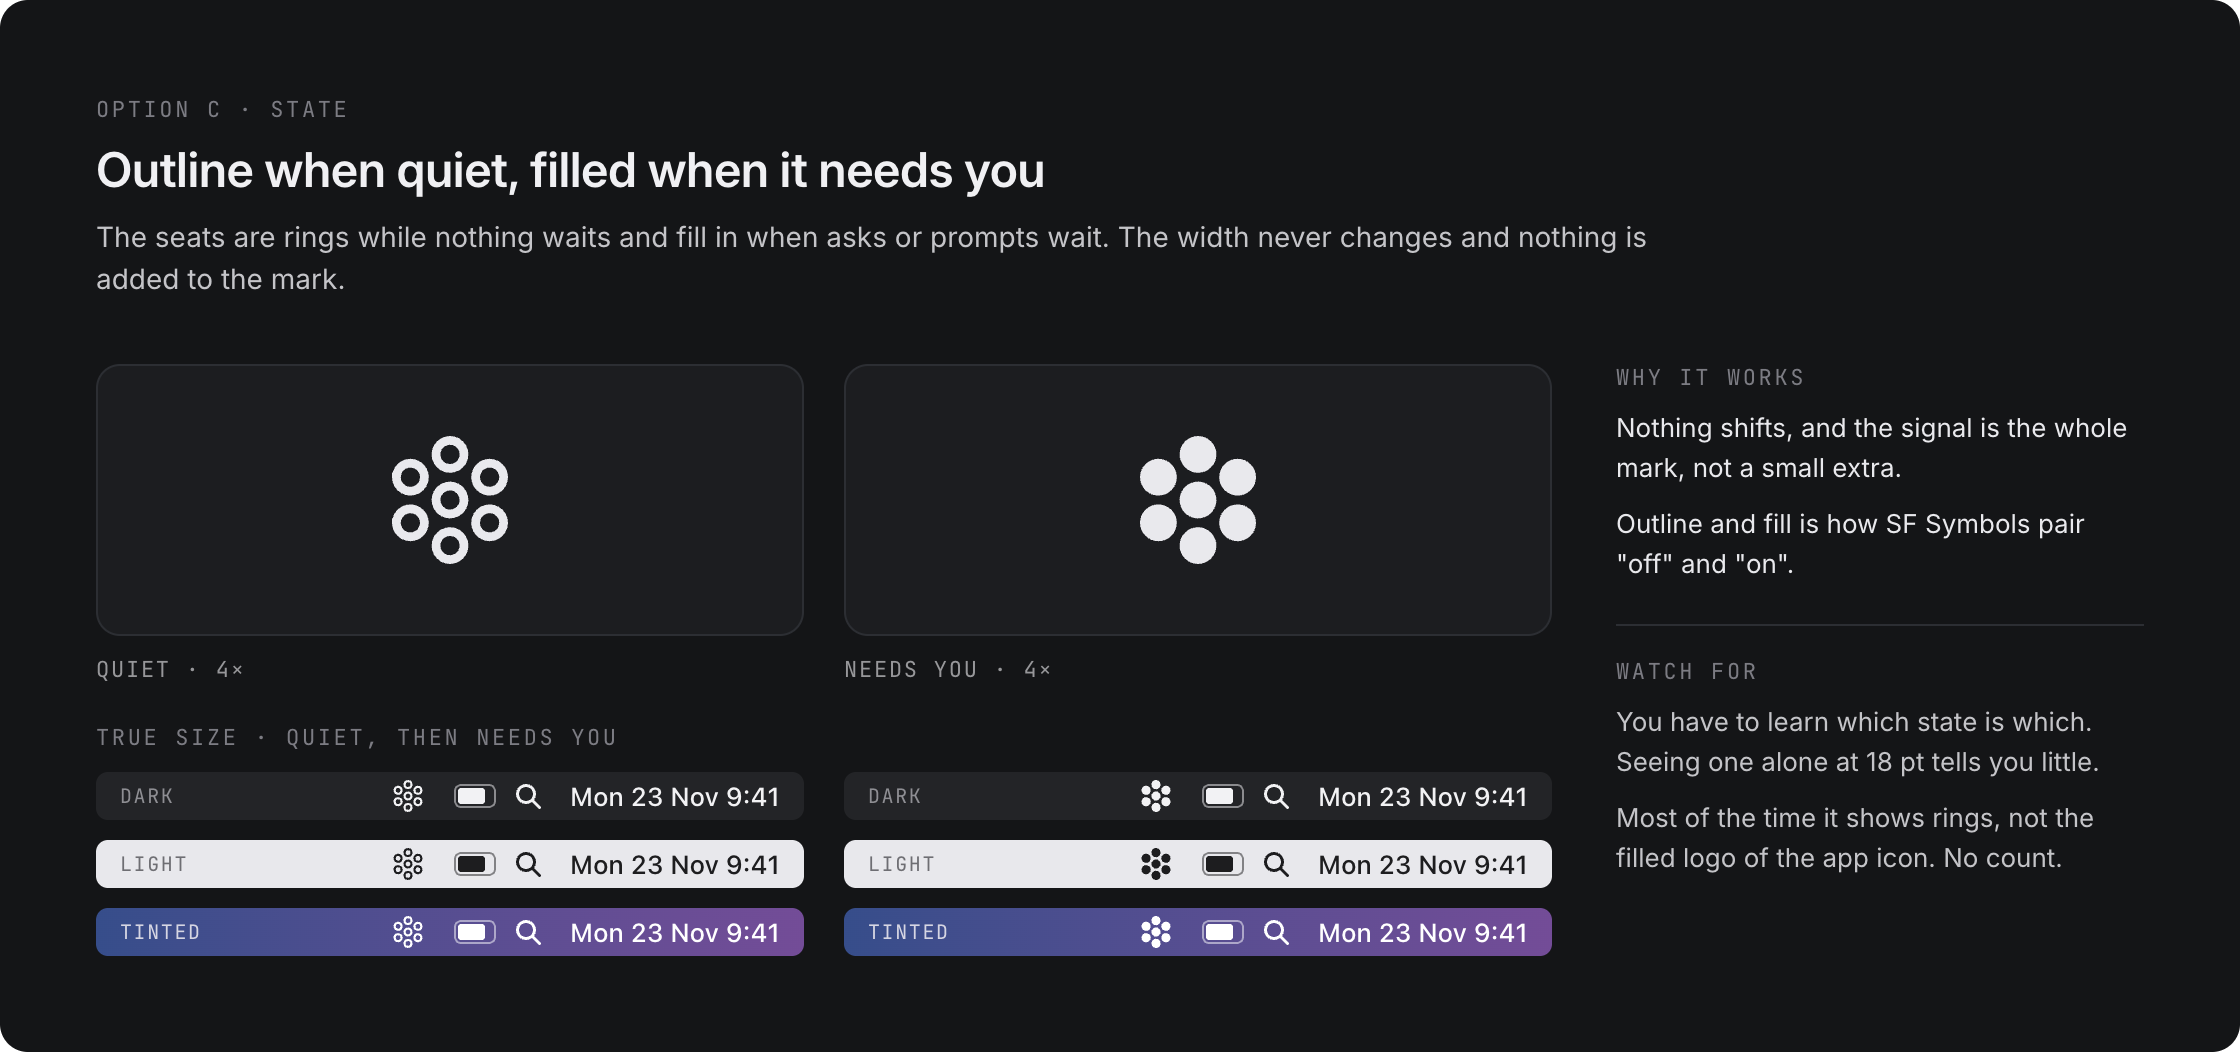 OPTION C · STATE
Outline when quiet, filled when it needs you
The seats are rings while nothing waits and fill in when asks or prompts wait. The width never changes and nothing is
added to the mark.
QUIET · 4×
NEEDS YOU · 4×
TRUE SIZE · QUIET, THEN NEEDS YOU
DARK Mon 23 Nov 9:41
DARK Mon 23 Nov 9:41
LIGHT Mon 23 Nov 9:41
LIGHT Mon 23 Nov 9:41
TINTED Mon 23 Nov 9:41
TINTED Mon 23 Nov 9:41
WHY IT WORKS
Nothing shifts, and the signal is the whole
mark, not a small extra.
Outline and fill is how SF Symbols pair
"off" and "on".
WATCH FOR
You have to learn which state is which.
Seeing one alone at 18 pt tells you little.
Most of the time it shows rings, not the
filled logo of the app icon. No count.